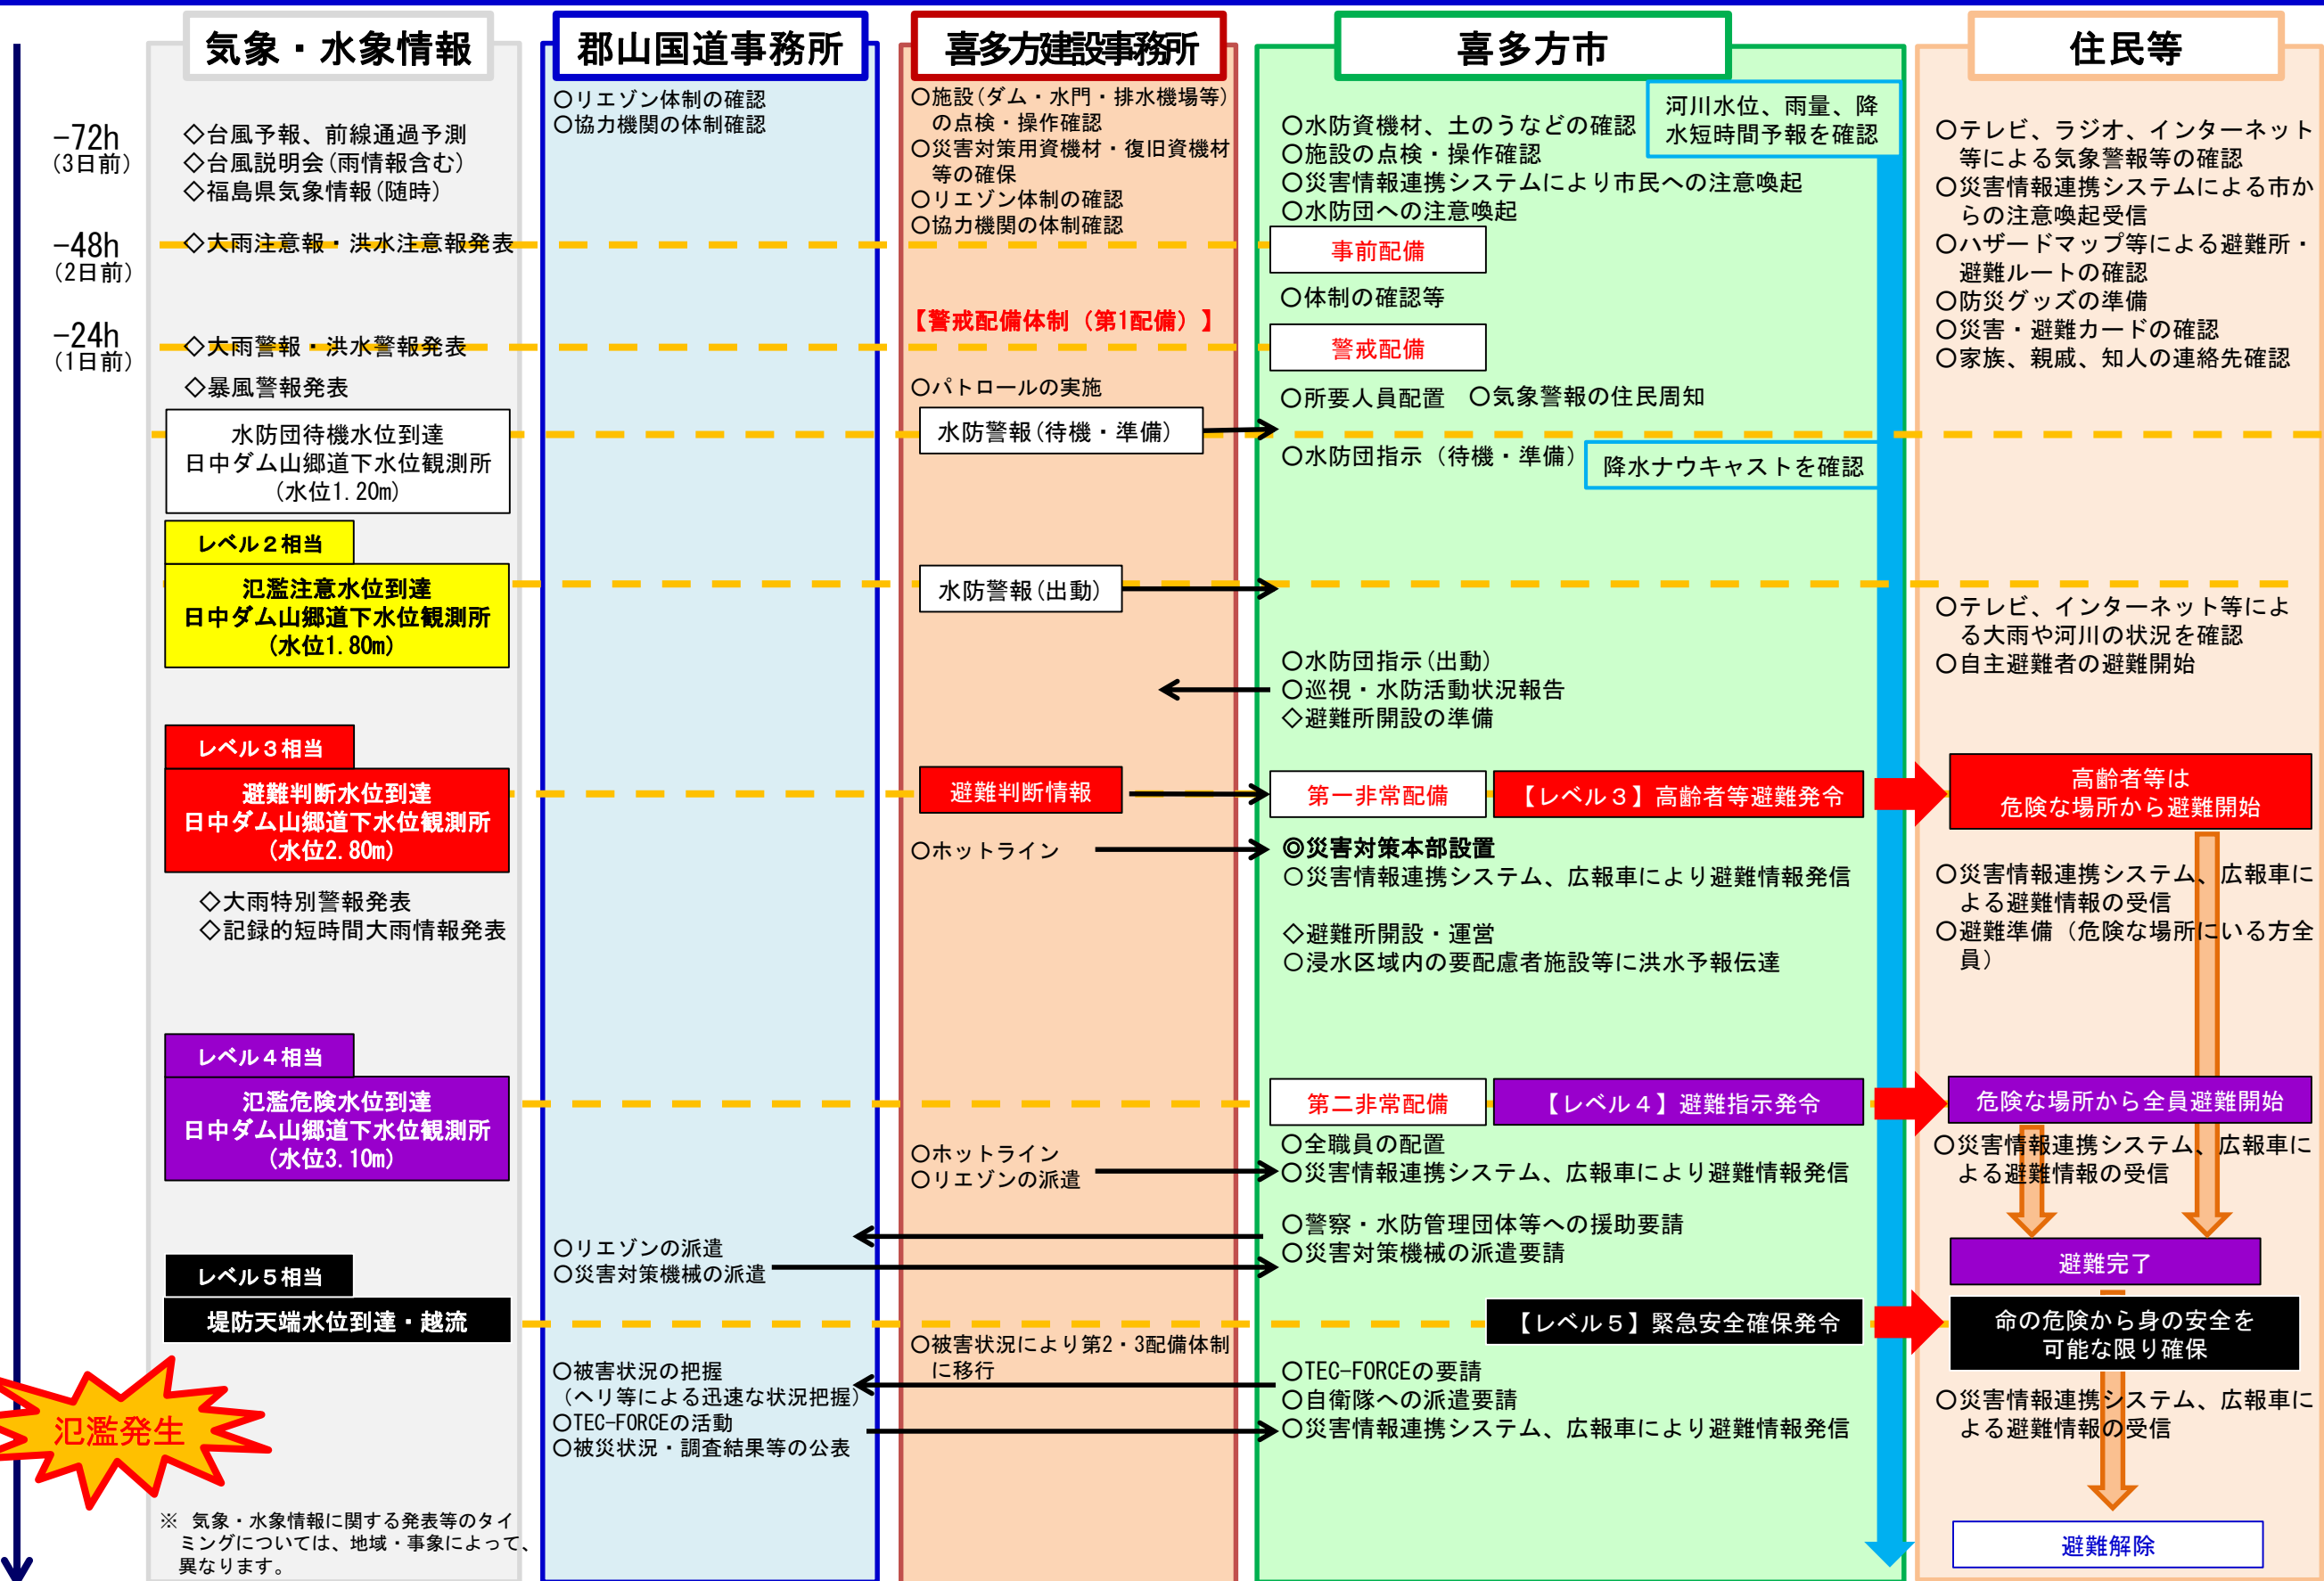 気象・水象情報
郡山国道事務所
喜多方建設事務所
喜多方市
住民等
-72h
(3日前)
-48h
(2日前)
-24h
(1日前)
◇台風予報、前線通過予測
◇台風説明会(雨情報含む)
◇福島県気象情報(随時)
◇大雨注意報・洪水注意報発表
◇大雨警報・洪水警報発表
◇暴風警報発表
水防団待機水位到達
日中ダム山郷道下水位観測所
(水位1.20m)
レベル2相当
氾濫注意水位到達
日中ダム山郷道下水位観測所
(水位1.80m)
レベル3相当
避難判断水位到達
日中ダム山郷道下水位観測所
(水位2.80m)
◇大雨特別警報発表
◇記録的短時間大雨情報発表
レベル4相当
氾濫危険水位到達
日中ダム山郷道下水位観測所
(水位3.10m)
レベル5相当
堤防天端水位到達・越流
氾濫発生
※ 気象・水象情報に関する発表等のタイ
ミングについては、地域・事象によって、
異なります。
○リエゾン体制の確認
○協力機関の体制確認
○リエゾンの派遣
○災害対策機械の派遣
○被害状況の把握
(ヘリ等による迅速な状況把握)
○TEC-FORCEの活動
○被災状況・調査結果等の公表
○施設(ダム・水門・排水機場等)
の点検・操作確認
○災害対策用資機材・復旧資機材
等の確保
○リエゾン体制の確認
○協力機関の体制確認
【警戒配備体制(第1配備)】
○パトロールの実施
水防警報(待機・準備)
水防警報(出動)
避難判断情報
○ホットライン
○ホットライン
○リエゾンの派遣
○被害状況により第2・3配備体制
に移行
河川水位、雨量、降
水短時間予報を確認
○水防資機材、土のうなどの確認
○施設の点検・操作確認
○災害情報連携システムにより市民への注意喚起
○水防団への注意喚起
事前配備
○体制の確認等
警戒配備
○所要人員配置 ○気象警報の住民周知
○水防団指示(待機・準備)
降水ナウキャストを確認
○水防団指示(出動)
○巡視・水防活動状況報告
◇避難所開設の準備
第一非常配備
【レベル3】高齢者等避難発令
◎災害対策本部設置
○災害情報連携システム、広報車により避難情報発信
◇避難所開設・運営
○浸水区域内の要配慮者施設等に洪水予報伝達
第二非常配備
【レベル4】避難指示発令
○全職員の配置
○災害情報連携システム、広報車により避難情報発信
○警察・水防管理団体等への援助要請
○災害対策機械の派遣要請
【レベル5】緊急安全確保発令
○TEC-FORCEの要請
○自衛隊への派遣要請
○災害情報連携システム、広報車により避難情報発信
○テレビ、ラジオ、インターネット
等による気象警報等の確認
○災害情報連携システムによる市か
らの注意喚起受信
○ハザードマップ等による避難所・
避難ルートの確認
○防災グッズの準備
○災害・避難カードの確認
○家族、親戚、知人の連絡先確認
○テレビ、インターネット等によ
る大雨や河川の状況を確認
○自主避難者の避難開始
高齢者等は
危険な場所から避難開始
○災害情報連携システム、広報車に
よる避難情報の受信
○避難準備(危険な場所にいる方全
員)
危険な場所から全員避難開始
○災害情報連携システム、広報車に
よる避難情報の受信
避難完了
命の危険から身の安全を
可能な限り確保
○災害情報連携システム、広報車に
よる避難情報の受信
避難解除